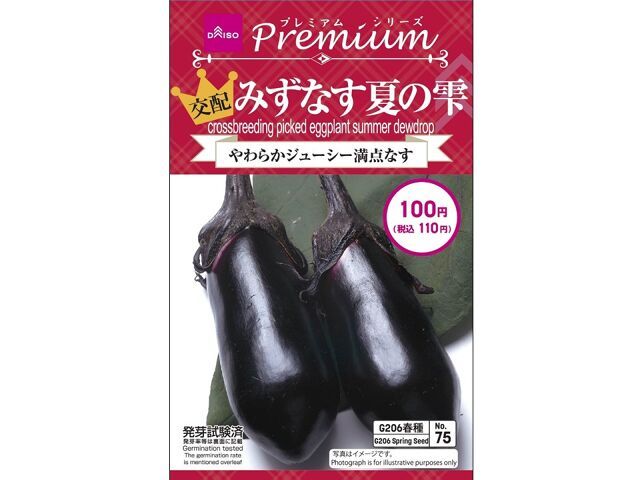 DAISO
プレミアム シリーズ
Premium
交配
みずなす夏の雫
crossbreeding picked eggplant summer dewdrop
やわらかジューシー満点なす
100円
(税込 110円)
発芽試験済
発芽率等は裏面に記載
Germination tested
The germination rate
is mentioned overleaf
G206春種
G206 Spring Seed
No.
75
写真はイメージです。
Photograph is for illustrative purposes only